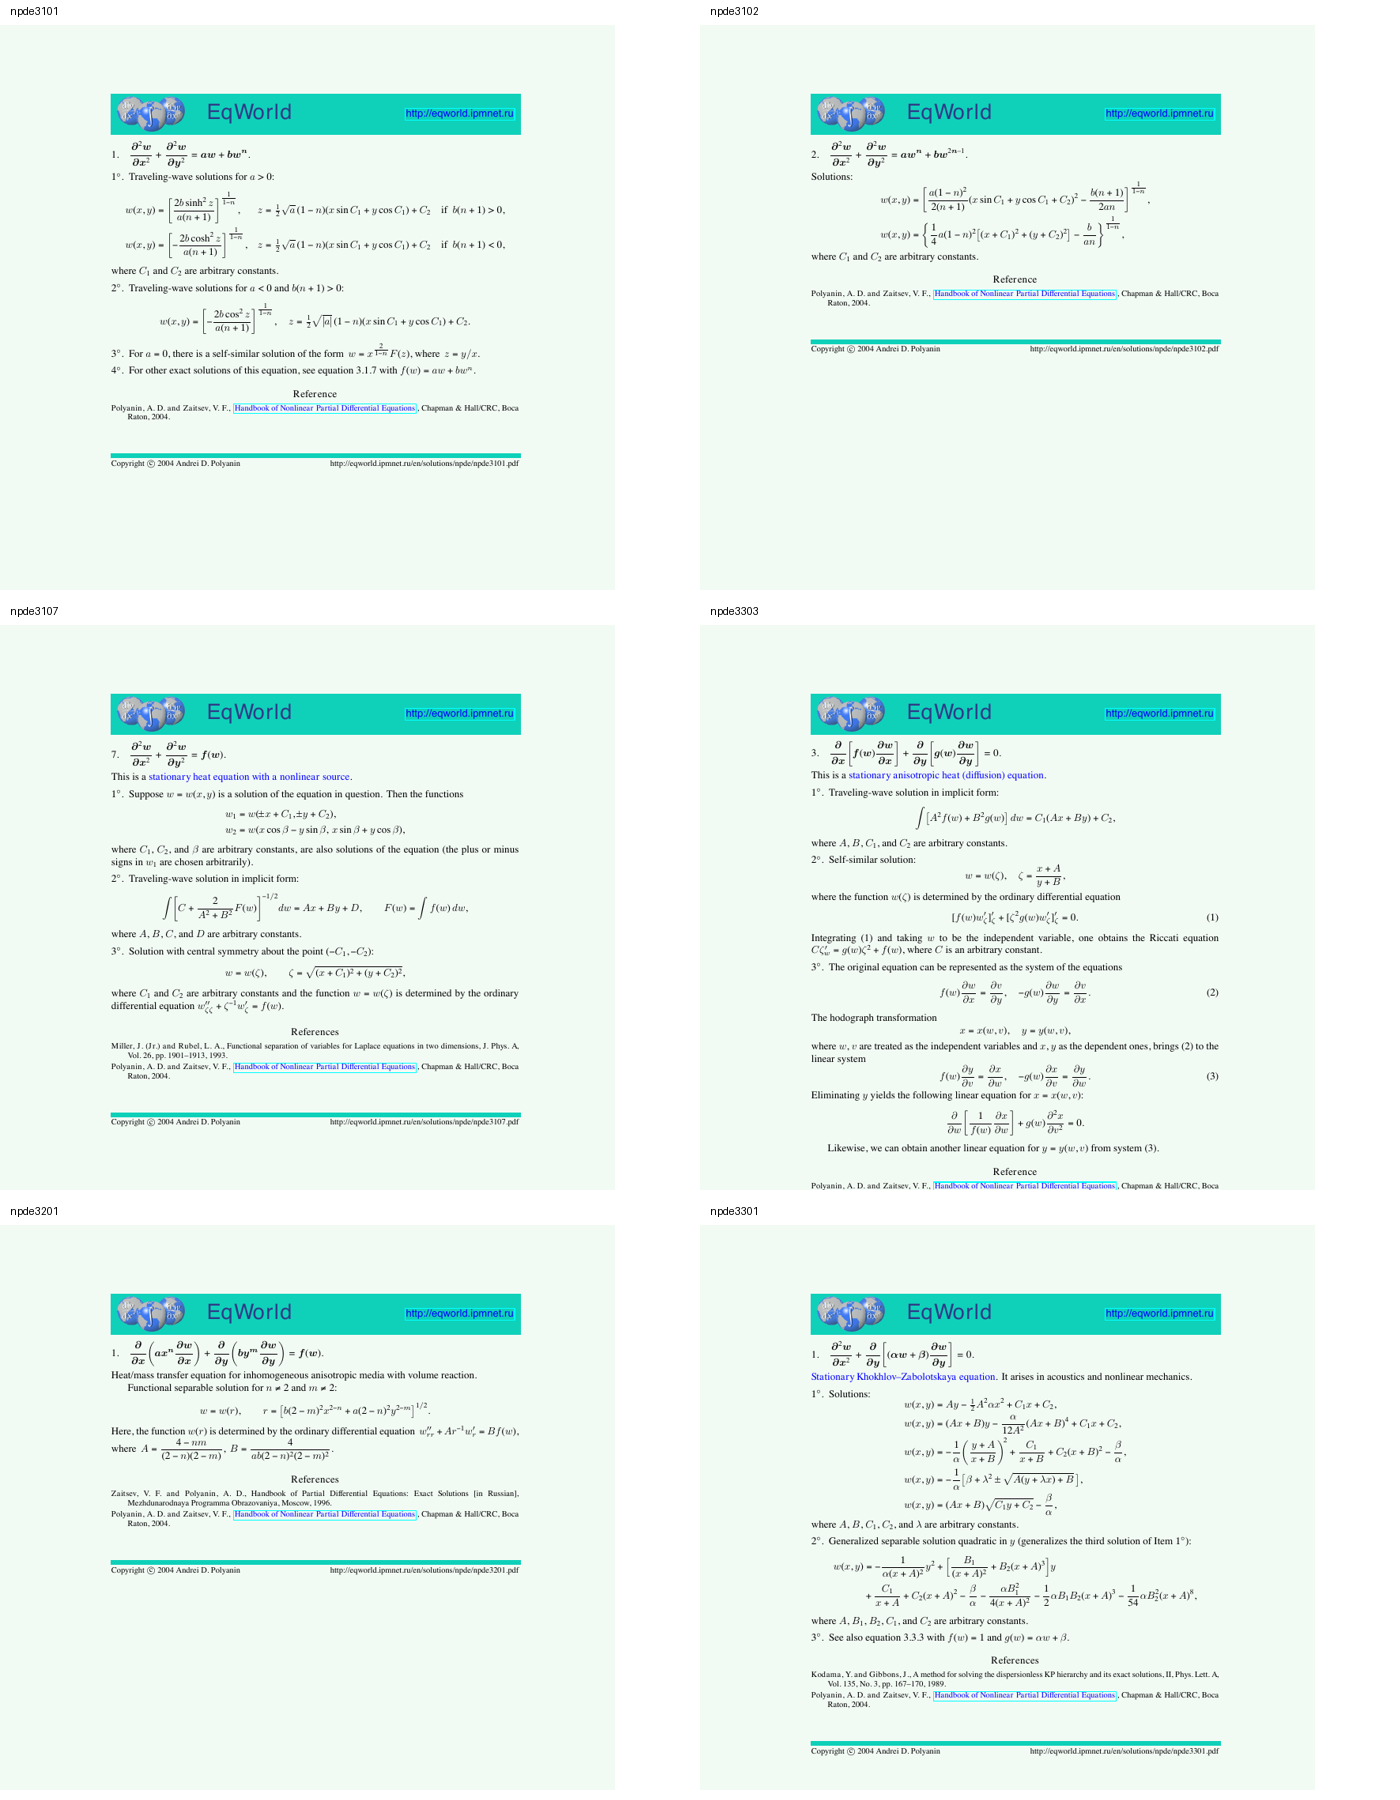 npde3101
EqWorld
http://eqworld.ipmnet.ru
1. ∂²w/∂x² + ∂²w/∂y² = aw + bwⁿ.
1°. Traveling-wave solutions for a > 0:
w(x, y) = [2b sinh² z / a(n + 1)]^(1/(1−n)), z = ½√a (1 − n)(x sin C₁ + y cos C₁) + C₂ if b(n + 1) > 0,
w(x, y) = [−2b cosh² z / a(n + 1)]^(1/(1−n)), z = ½√a (1 − n)(x sin C₁ + y cos C₁) + C₂ if b(n + 1) < 0,
where C₁ and C₂ are arbitrary constants.
2°. Traveling-wave solutions for a < 0 and b(n + 1) > 0:
w(x, y) = [−2b cos² z / a(n + 1)]^(1/(1−n)), z = ½√|a| (1 − n)(x sin C₁ + y cos C₁) + C₂.
3°. For a = 0, there is a self-similar solution of the form w = x^(2/(1−n)) F(z), where z = y/x.
4°. For other exact solutions of this equation, see equation 3.1.7 with f(w) = aw + bwⁿ.
Reference
Polyanin, A. D. and Zaitsev, V. F., Handbook of Nonlinear Partial Differential Equations, Chapman & Hall/CRC, Boca
Raton, 2004.
Copyright © 2004 Andrei D. Polyanin http://eqworld.ipmnet.ru/en/solutions/npde/npde3101.pdf
npde3102
EqWorld
http://eqworld.ipmnet.ru
2. ∂²w/∂x² + ∂²w/∂y² = awⁿ + bw²ⁿ⁻¹.
Solutions:
w(x, y) = [a(1 − n)²/2(n + 1) (x sin C₁ + y cos C₁ + C₂)² − b(n + 1)/2an]^(1/(1−n)),
w(x, y) = {¼ a(1 − n)²[(x + C₁)² + (y + C₂)²] − b/an}^(1/(1−n)),
where C₁ and C₂ are arbitrary constants.
Reference
Polyanin, A. D. and Zaitsev, V. F., Handbook of Nonlinear Partial Differential Equations, Chapman & Hall/CRC, Boca
Raton, 2004.
Copyright © 2004 Andrei D. Polyanin http://eqworld.ipmnet.ru/en/solutions/npde/npde3102.pdf
npde3107
EqWorld
http://eqworld.ipmnet.ru
7. ∂²w/∂x² + ∂²w/∂y² = f(w).
This is a stationary heat equation with a nonlinear source.
1°. Suppose w = w(x, y) is a solution of the equation in question. Then the functions
w₁ = w(±x + C₁, ±y + C₂),
w₂ = w(x cos β − y sin β, x sin β + y cos β),
where C₁, C₂, and β are arbitrary constants, are also solutions of the equation (the plus or minus
signs in w₁ are chosen arbitrarily).
2°. Traveling-wave solution in implicit form:
∫[C + 2/(A² + B²) F(w)]^(−1/2) dw = Ax + By + D, F(w) = ∫ f(w) dw,
where A, B, C, and D are arbitrary constants.
3°. Solution with central symmetry about the point (−C₁, −C₂):
w = w(ζ), ζ = √((x + C₁)² + (y + C₂)²),
where C₁ and C₂ are arbitrary constants and the function w = w(ζ) is determined by the ordinary
differential equation w″ζζ + ζ⁻¹w′ζ = f(w).
References
Miller, J. (Jr.) and Rubel, L. A., Functional separation of variables for Laplace equations in two dimensions, J. Phys. A,
Vol. 26, pp. 1901–1913, 1993.
Polyanin, A. D. and Zaitsev, V. F., Handbook of Nonlinear Partial Differential Equations, Chapman & Hall/CRC, Boca
Raton, 2004.
Copyright © 2004 Andrei D. Polyanin http://eqworld.ipmnet.ru/en/solutions/npde/npde3107.pdf
npde3303
EqWorld
http://eqworld.ipmnet.ru
3. ∂/∂x [f(w) ∂w/∂x] + ∂/∂y [g(w) ∂w/∂y] = 0.
This is a stationary anisotropic heat (diffusion) equation.
1°. Traveling-wave solution in implicit form:
∫[A²f(w) + B²g(w)] dw = C₁(Ax + By) + C₂,
where A, B, C₁, and C₂ are arbitrary constants.
2°. Self-similar solution:
w = w(ζ), ζ = (x + A)/(y + B),
where the function w(ζ) is determined by the ordinary differential equation
[f(w)w′ζ]′ζ + [ζ²g(w)w′ζ]′ζ = 0. (1)
Integrating (1) and taking w to be the independent variable, one obtains the Riccati equation
Cζ′w = g(w)ζ² + f(w), where C is an arbitrary constant.
3°. The original equation can be represented as the system of the equations
f(w) ∂w/∂x = ∂v/∂y, −g(w) ∂w/∂y = ∂v/∂x. (2)
The hodograph transformation
x = x(w, v), y = y(w, v),
where w, v are treated as the independent variables and x, y as the dependent ones, brings (2) to the
linear system
f(w) ∂y/∂v = ∂x/∂w, −g(w) ∂x/∂v = ∂y/∂w. (3)
Eliminating y yields the following linear equation for x = x(w, v):
∂/∂w [1/f(w) ∂x/∂w] + g(w) ∂²x/∂v² = 0.
Likewise, we can obtain another linear equation for y = y(w, v) from system (3).
Reference
Polyanin, A. D. and Zaitsev, V. F., Handbook of Nonlinear Partial Differential Equations, Chapman & Hall/CRC, Boca
npde3201
EqWorld
http://eqworld.ipmnet.ru
1. ∂/∂x (axⁿ ∂w/∂x) + ∂/∂y (byᵐ ∂w/∂y) = f(w).
Heat/mass transfer equation for inhomogeneous anisotropic media with volume reaction.
Functional separable solution for n ≠ 2 and m ≠ 2:
w = w(r), r = [b(2 − m)²x²⁻ⁿ + a(2 − n)²y²⁻ᵐ]^(1/2).
Here, the function w(r) is determined by the ordinary differential equation w″rr + Ar⁻¹w′r = Bf(w),
where A = (4 − nm)/((2 − n)(2 − m)), B = 4/(ab(2 − n)²(2 − m)²).
References
Zaitsev, V. F. and Polyanin, A. D., Handbook of Partial Differential Equations: Exact Solutions [in Russian],
Mezhdunarodnaya Programma Obrazovaniya, Moscow, 1996.
Polyanin, A. D. and Zaitsev, V. F., Handbook of Nonlinear Partial Differential Equations, Chapman & Hall/CRC, Boca
Raton, 2004.
Copyright © 2004 Andrei D. Polyanin http://eqworld.ipmnet.ru/en/solutions/npde/npde3201.pdf
npde3301
EqWorld
http://eqworld.ipmnet.ru
1. ∂²w/∂x² + ∂/∂y [(αw + β) ∂w/∂y] = 0.
Stationary Khokhlov–Zabolotskaya equation. It arises in acoustics and nonlinear mechanics.
1°. Solutions:
w(x, y) = Ay − ½A²αx² + C₁x + C₂,
w(x, y) = (Ax + B)y − α/12A² (Ax + B)⁴ + C₁x + C₂,
w(x, y) = −1/α ((y + A)/(x + B))² + C₁/(x + B) + C₂(x + B)² − β/α,
w(x, y) = −1/α [β + λ² ± √(A(y + λx) + B)],
w(x, y) = (Ax + B)√(C₁y + C₂) − β/α,
where A, B, C₁, C₂, and λ are arbitrary constants.
2°. Generalized separable solution quadratic in y (generalizes the third solution of Item 1°):
w(x, y) = −1/(α(x + A)²) y² + [B₁/(x + A)² + B₂(x + A)³] y
+ C₁/(x + A) + C₂(x + A)² − β/α − αB₁²/(4(x + A)²) − ½αB₁B₂(x + A)³ − 1/54 αB₂²(x + A)⁸,
where A, B₁, B₂, C₁, and C₂ are arbitrary constants.
3°. See also equation 3.3.3 with f(w) = 1 and g(w) = αw + β.
References
Kodama, Y. and Gibbons, J., A method for solving the dispersionless KP hierarchy and its exact solutions, II, Phys. Lett. A,
Vol. 135, No. 3, pp. 167–170, 1989.
Polyanin, A. D. and Zaitsev, V. F., Handbook of Nonlinear Partial Differential Equations, Chapman & Hall/CRC, Boca
Raton, 2004.
Copyright © 2004 Andrei D. Polyanin http://eqworld.ipmnet.ru/en/solutions/npde/npde3301.pdf